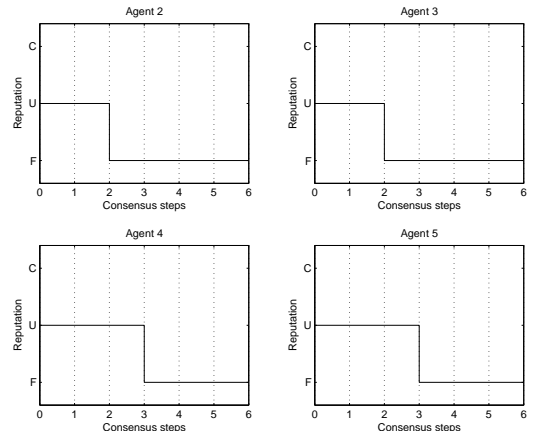 Agent 2
C
U
F
Reputation
0 1 2 3 4 5 6
Consensus steps
Agent 3
C
U
F
Reputation
0 1 2 3 4 5 6
Consensus steps
Agent 4
C
U
F
Reputation
0 1 2 3 4 5 6
Consensus steps
Agent 5
C
U
F
Reputation
0 1 2 3 4 5 6
Consensus steps